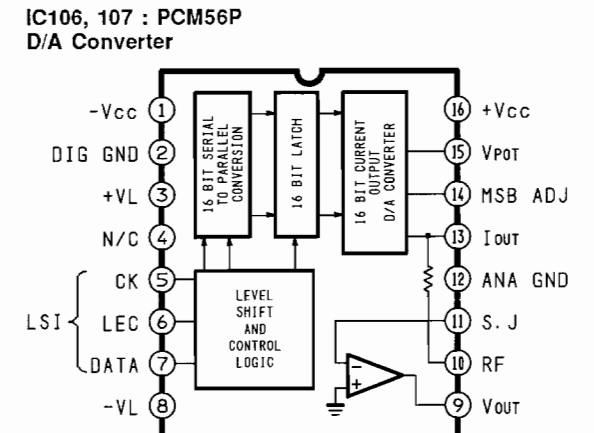 IC106, 107 : PCM56P
D/A Converter
-Vcc 1
DIG GND 2
+VL 3
N/C 4
CK 5
LSI
LEC 6
DATA 7
-VL 8
16 BIT SERIAL
TO PARALLEL
CONVERSION
16 BIT LATCH
16 BIT CURRENT
OUTPUT
D/A CONVERTER
LEVEL
SHIFT
AND
CONTROL
LOGIC
-
+
16 +Vcc
15 VPOT
14 MSB ADJ
13 IOUT
12 ANA GND
11 S.J
10 RF
9 VOUT